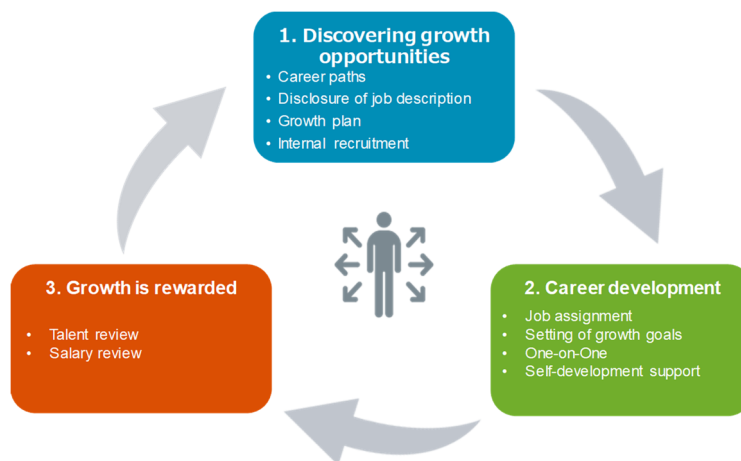 1. Discovering growth
opportunities
• Career paths
• Disclosure of job description
• Growth plan
• Internal recruitment
2. Career development
• Job assignment
• Setting of growth goals
• One-on-One
• Self-development support
3. Growth is rewarded
• Talent review
• Salary review